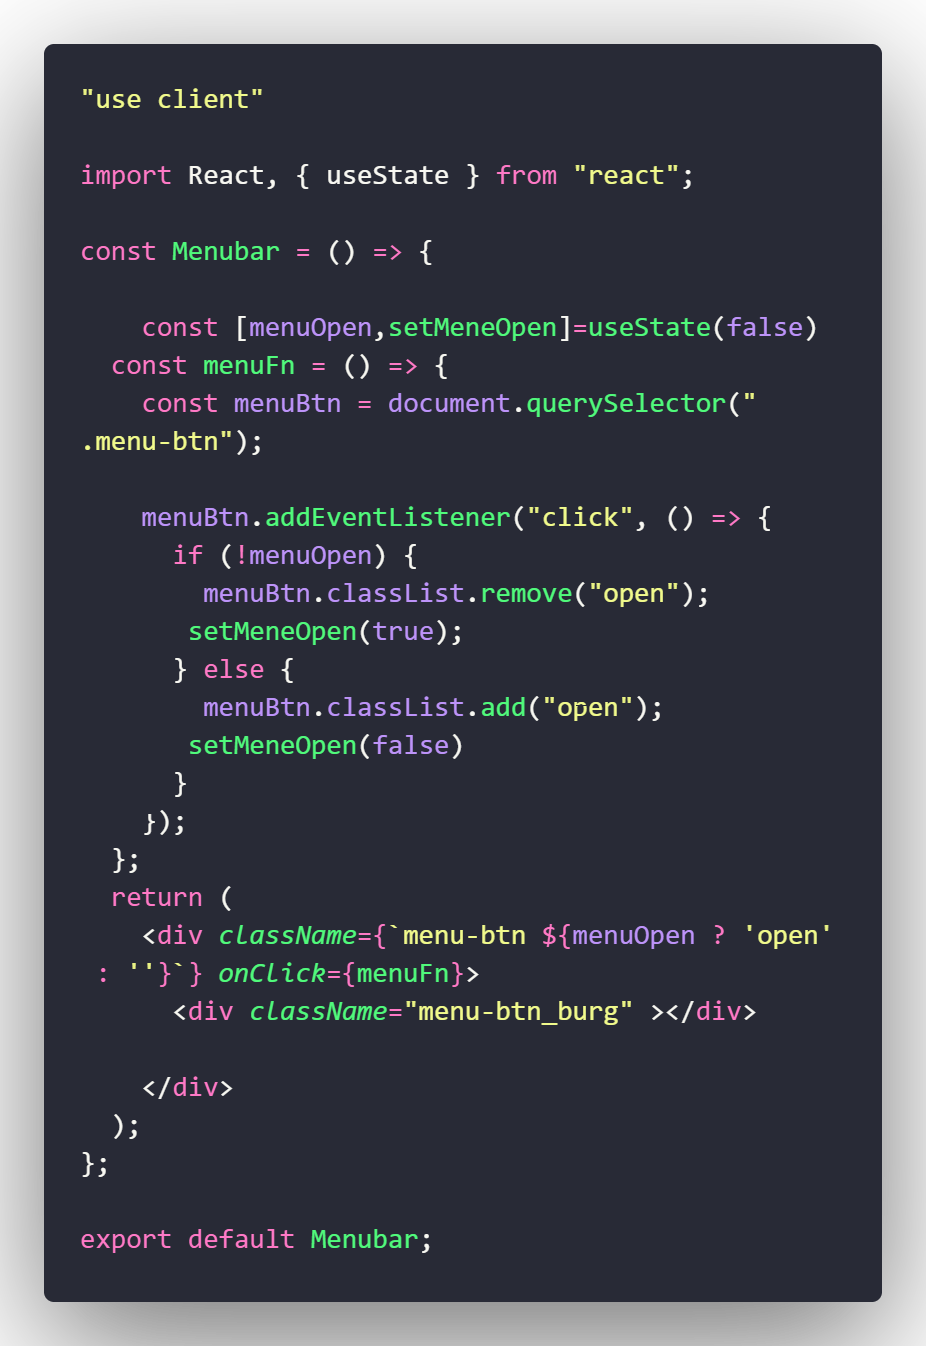 "use client"
import React, { useState } from "react";
const Menubar = () => {
const [menuOpen,setMeneOpen]=useState(false)
const menuFn = () => {
const menuBtn = document.querySelector("
.menu-btn");
menuBtn.addEventListener("click", () => {
if (!menuOpen) {
menuBtn.classList.remove("open");
setMeneOpen(true);
} else {
menuBtn.classList.add("open");
setMeneOpen(false)
}
});
};
return (
<div className={`menu-btn ${menuOpen ? 'open'
: ''}`} onClick={menuFn}>
<div className="menu-btn_burg" ></div>
</div>
);
};
export default Menubar;